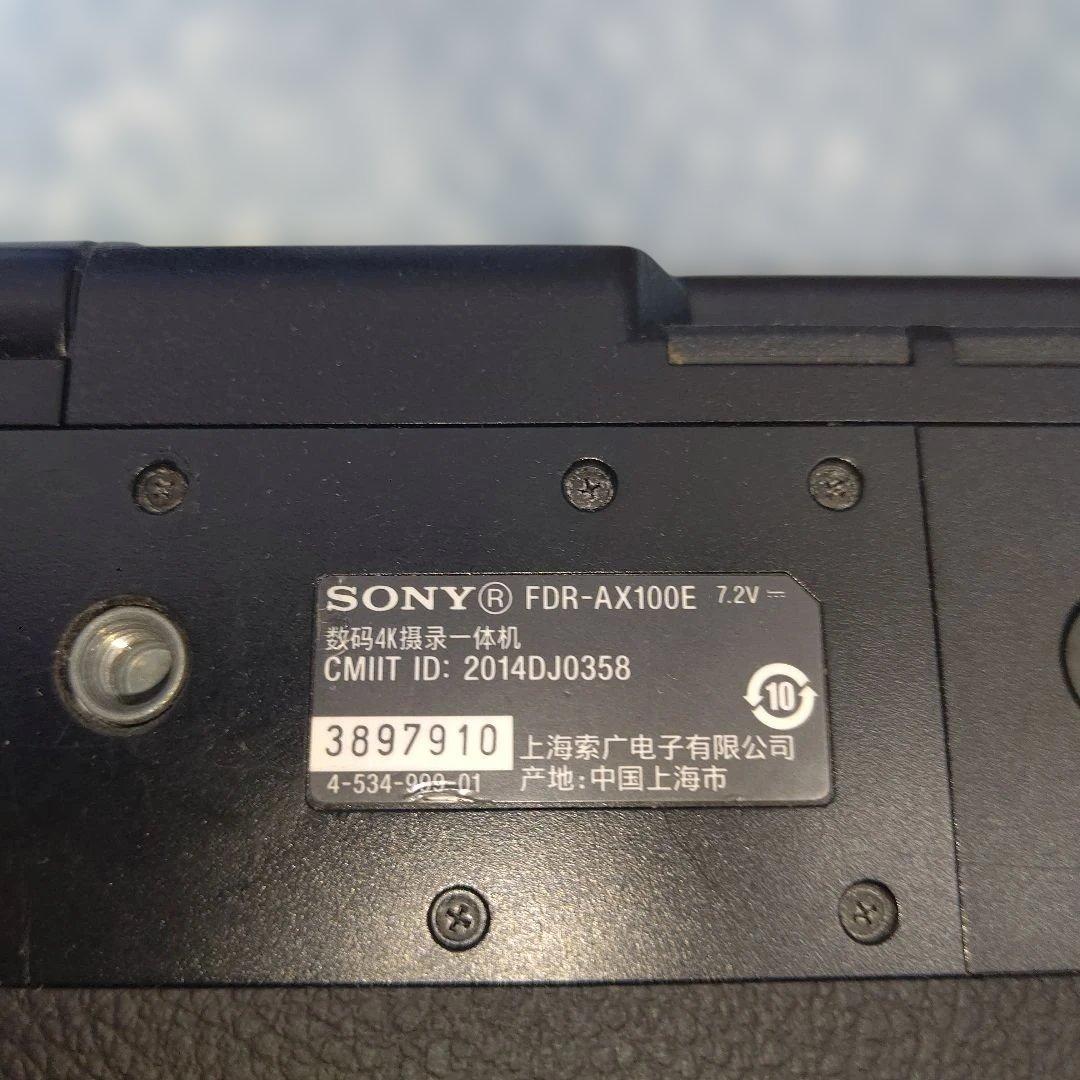 SONY® FDR-AX100E 7.2V ⎓
数码4K摄录一体机
CMIIT ID: 2014DJ0358
10
3897910 上海索广电子有限公司
4-534-909-01 产地:中国上海市